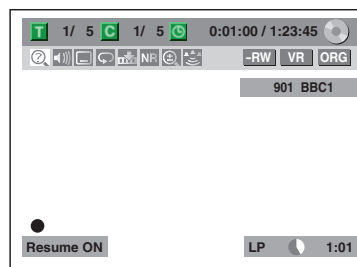 T 1/ 5 C 1/ 5 0:01:00 / 1:23:45
NR -RW VR ORG
901 BBC1
Resume ON LP 1:01